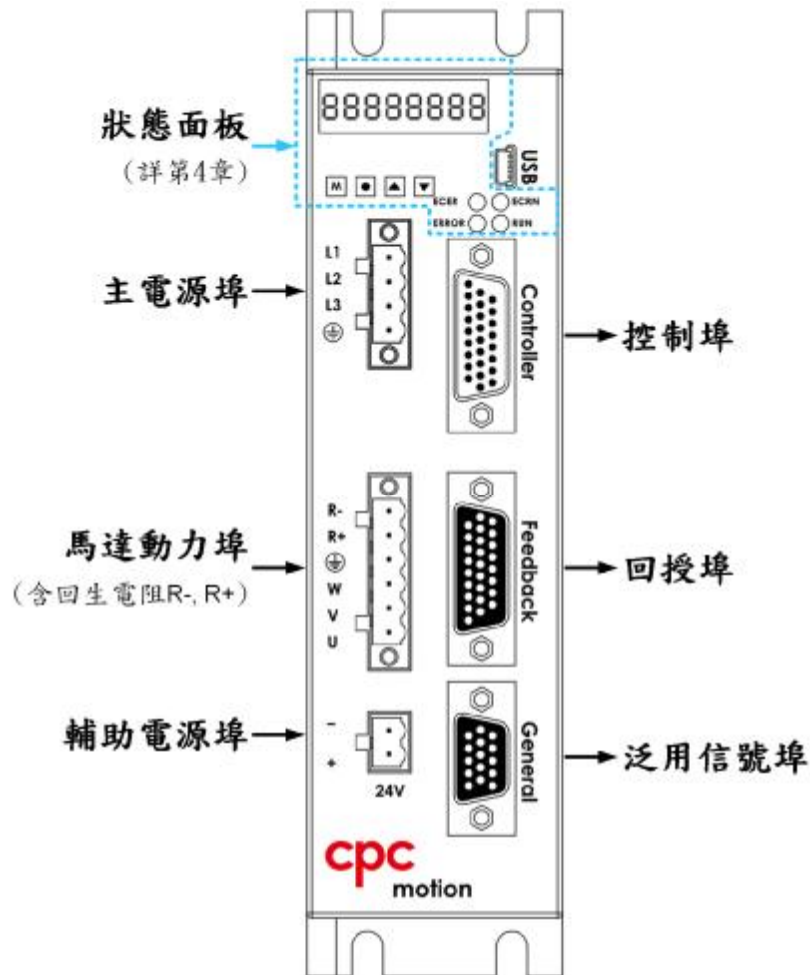 狀態面板
(詳第4章)
88888888
USB
M
ECER
ECRN
ERROR
RUN
主電源埠
L1
L2
L3
Controller
控制埠
馬達動力埠
(含回生電阻R-, R+)
R-
R+
W
V
U
Feedback
回授埠
輔助電源埠
-
+
24V
General
泛用信號埠
cpc
motion